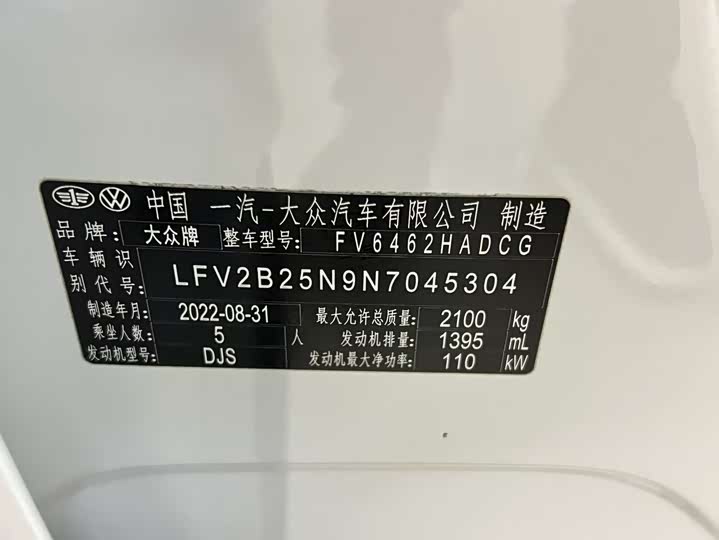 中国 一汽-大众汽车有限公司 制造
品牌: 大众牌 整车型号: FV6462HADCG
车辆识别代号: LFV2B25N9N7045304
制造年月: 2022-08-31 最大允许总质量: 2100 kg
乘坐人数: 5 人 发动机排量: 1395 mL
发动机型号: DJS 发动机最大净功率: 110 kW